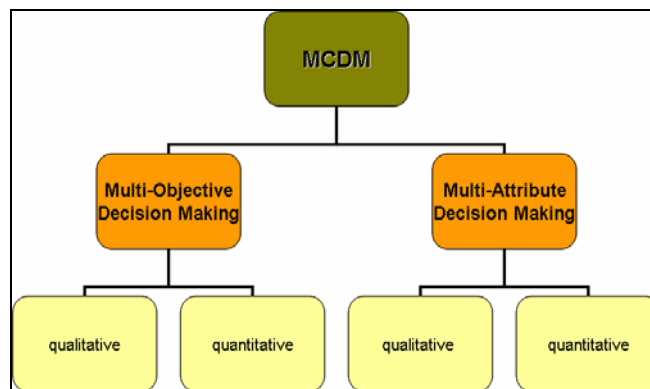 MCDM
Multi-Objective
Decision Making
Multi-Attribute
Decision Making
qualitative
quantitative
qualitative
quantitative